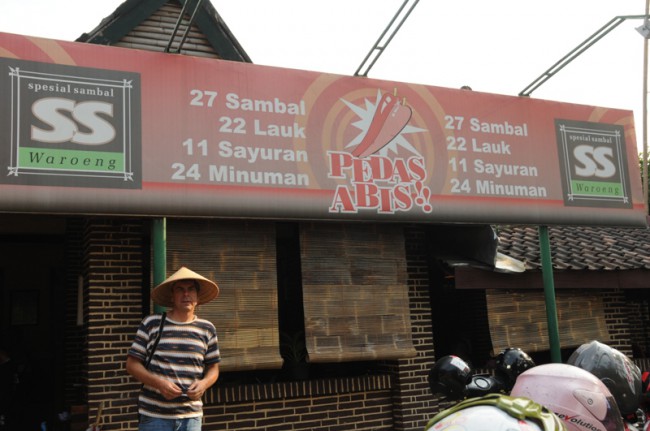 spesial sambal
SS
Waroeng
27 Sambal
22 Lauk
11 Sayuran
24 Minuman
PEDAS
ABIS!!
27 Sambal
22 Lauk
11 Sayuran
24 Minuman
spesial sambal
SS
Waroeng